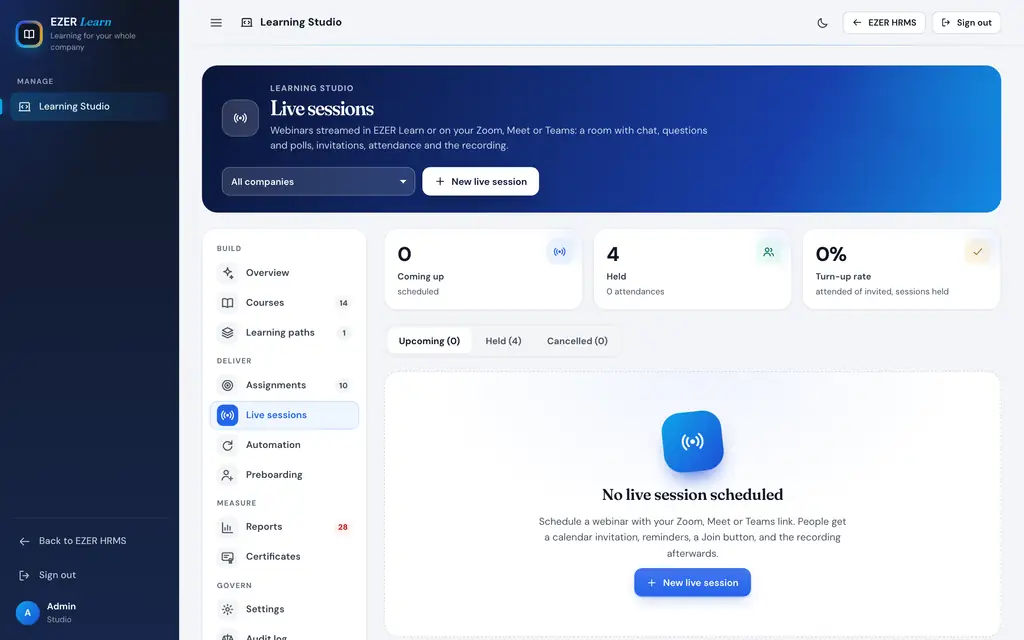 EZER Learn
Learning for your whole
company
MANAGE
Learning Studio
Back to EZER HRMS
Sign out
A
Admin
Studio
Learning Studio
EZER HRMS
Sign out
LEARNING STUDIO
Live sessions
Webinars streamed in EZER Learn or on your Zoom, Meet or Teams: a room with chat, questions
and polls, invitations, attendance and the recording.
All companies
New live session
BUILD
Overview
Courses 14
Learning paths 1
DELIVER
Assignments 10
Live sessions
Automation
Preboarding
MEASURE
Reports 28
Certificates
GOVERN
Settings
Audit log
0
Coming up
scheduled
4
Held
0 attendances
0%
Turn-up rate
attended of invited, sessions held
Upcoming (0) Held (4) Cancelled (0)
No live session scheduled
Schedule a webinar with your Zoom, Meet or Teams link. People get
a calendar invitation, reminders, a Join button, and the recording
afterwards.
New live session